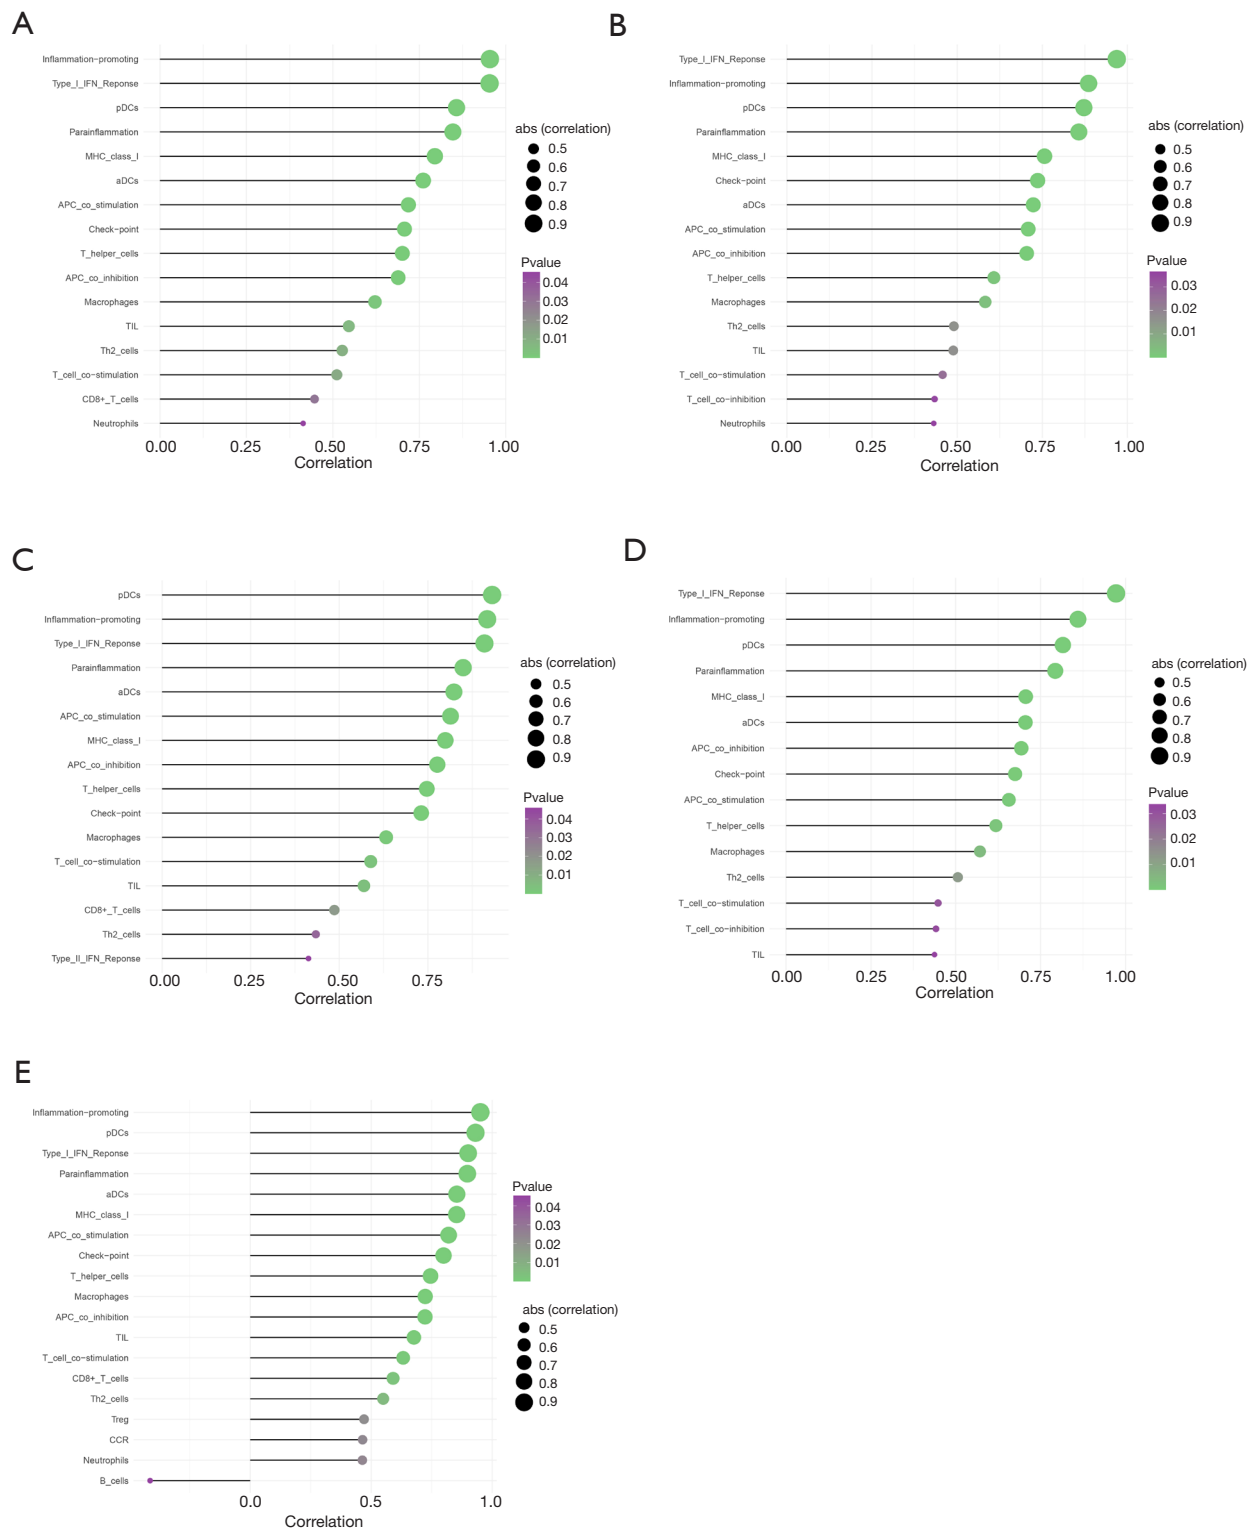 A
Inflammation-promoting
Type_I_IFN_Reponse
pDCs
Parainflammation
MHC_class_I
aDCs
APC_co_stimulation
Check-point
T_helper_cells
APC_co_inhibition
Macrophages
TIL
Th2_cells
T_cell_co-stimulation
CD8+_T_cells
Neutrophils
0.00 0.25 0.50 0.75 1.00
Correlation
abs (correlation)
0.5
0.6
0.7
0.8
0.9
Pvalue
0.04
0.03
0.02
0.01
B
Type_I_IFN_Reponse
Inflammation-promoting
pDCs
Parainflammation
MHC_class_I
Check-point
aDCs
APC_co_stimulation
APC_co_inhibition
T_helper_cells
Macrophages
Th2_cells
TIL
T_cell_co-stimulation
T_cell_co-inhibition
Neutrophils
0.00 0.25 0.50 0.75 1.00
Correlation
abs (correlation)
0.5
0.6
0.7
0.8
0.9
Pvalue
0.03
0.02
0.01
C
pDCs
Inflammation-promoting
Type_I_IFN_Reponse
Parainflammation
aDCs
APC_co_stimulation
MHC_class_I
APC_co_inhibition
T_helper_cells
Check-point
Macrophages
T_cell_co-stimulation
TIL
CD8+_T_cells
Th2_cells
Type_II_IFN_Reponse
0.00 0.25 0.50 0.75
Correlation
abs (correlation)
0.5
0.6
0.7
0.8
0.9
Pvalue
0.04
0.03
0.02
0.01
D
Type_I_IFN_Reponse
Inflammation-promoting
pDCs
Parainflammation
MHC_class_I
aDCs
APC_co_inhibition
Check-point
APC_co_stimulation
T_helper_cells
Macrophages
Th2_cells
T_cell_co-stimulation
T_cell_co-inhibition
TIL
0.00 0.25 0.50 0.75 1.00
Correlation
abs (correlation)
0.5
0.6
0.7
0.8
0.9
Pvalue
0.03
0.02
0.01
E
Inflammation-promoting
pDCs
Type_I_IFN_Reponse
Parainflammation
aDCs
MHC_class_I
APC_co_stimulation
Check-point
T_helper_cells
Macrophages
APC_co_inhibition
TIL
T_cell_co-stimulation
CD8+_T_cells
Th2_cells
Treg
CCR
Neutrophils
B_cells
0.0 0.5 1.0
Correlation
Pvalue
0.04
0.03
0.02
0.01
abs (correlation)
0.5
0.6
0.7
0.8
0.9